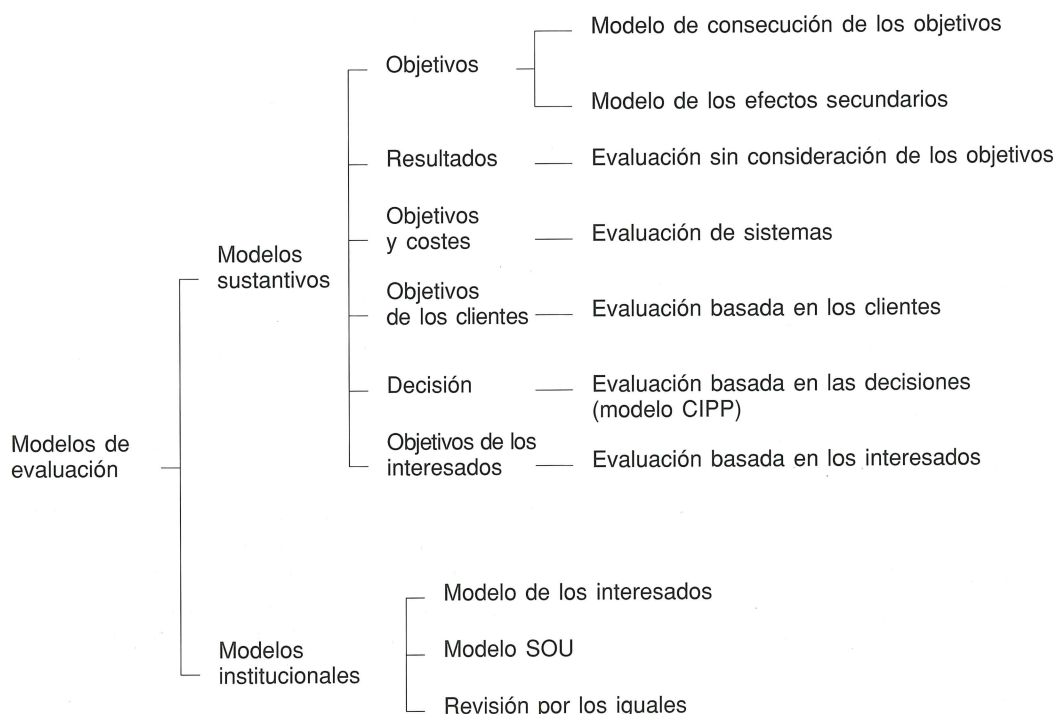 Modelo de consecución de los objetivos
Objetivos
Modelo de los efectos secundarios
Resultados
Evaluación sin consideración de los objetivos
Objetivos
y costes
Evaluación de sistemas
Modelos
sustantivos
Objetivos
de los clientes
Evaluación basada en los clientes
Decisión
Evaluación basada en las decisiones
(modelo CIPP)
Modelos de
evaluación
Objetivos de los
interesados
Evaluación basada en los interesados
Modelo de los interesados
Modelos
institucionales
Modelo SOU
Revisión por los iguales